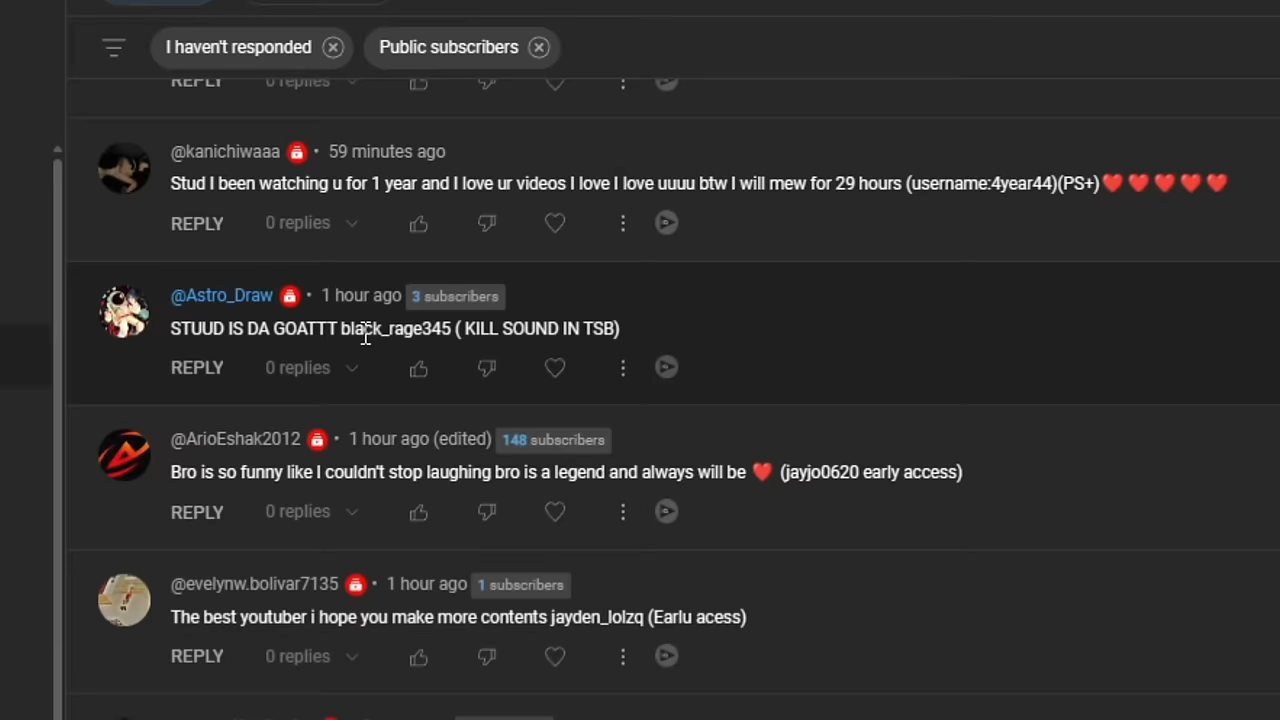 I haven't responded
Public subscribers
REPLY 0 replies
@kanichiwaaa • 59 minutes ago
Stud I been watching u for 1 year and I love ur videos I love I love uuuu btw I will mew for 29 hours (username:4year44)(PS+)❤️❤️❤️❤️❤️
REPLY 0 replies
@Astro_Draw • 1 hour ago 3 subscribers
STUUD IS DA GOATTT black_rage345 ( KILL SOUND IN TSB)
REPLY 0 replies
@ArioEshak2012 • 1 hour ago (edited) 148 subscribers
Bro is so funny like I couldn't stop laughing bro is a legend and always will be ❤️ (jayjo0620 early access)
REPLY 0 replies
@evelynw.bolivar7135 • 1 hour ago 1 subscribers
The best youtuber i hope you make more contents jayden_lolzq (Earlu acess)
REPLY 0 replies